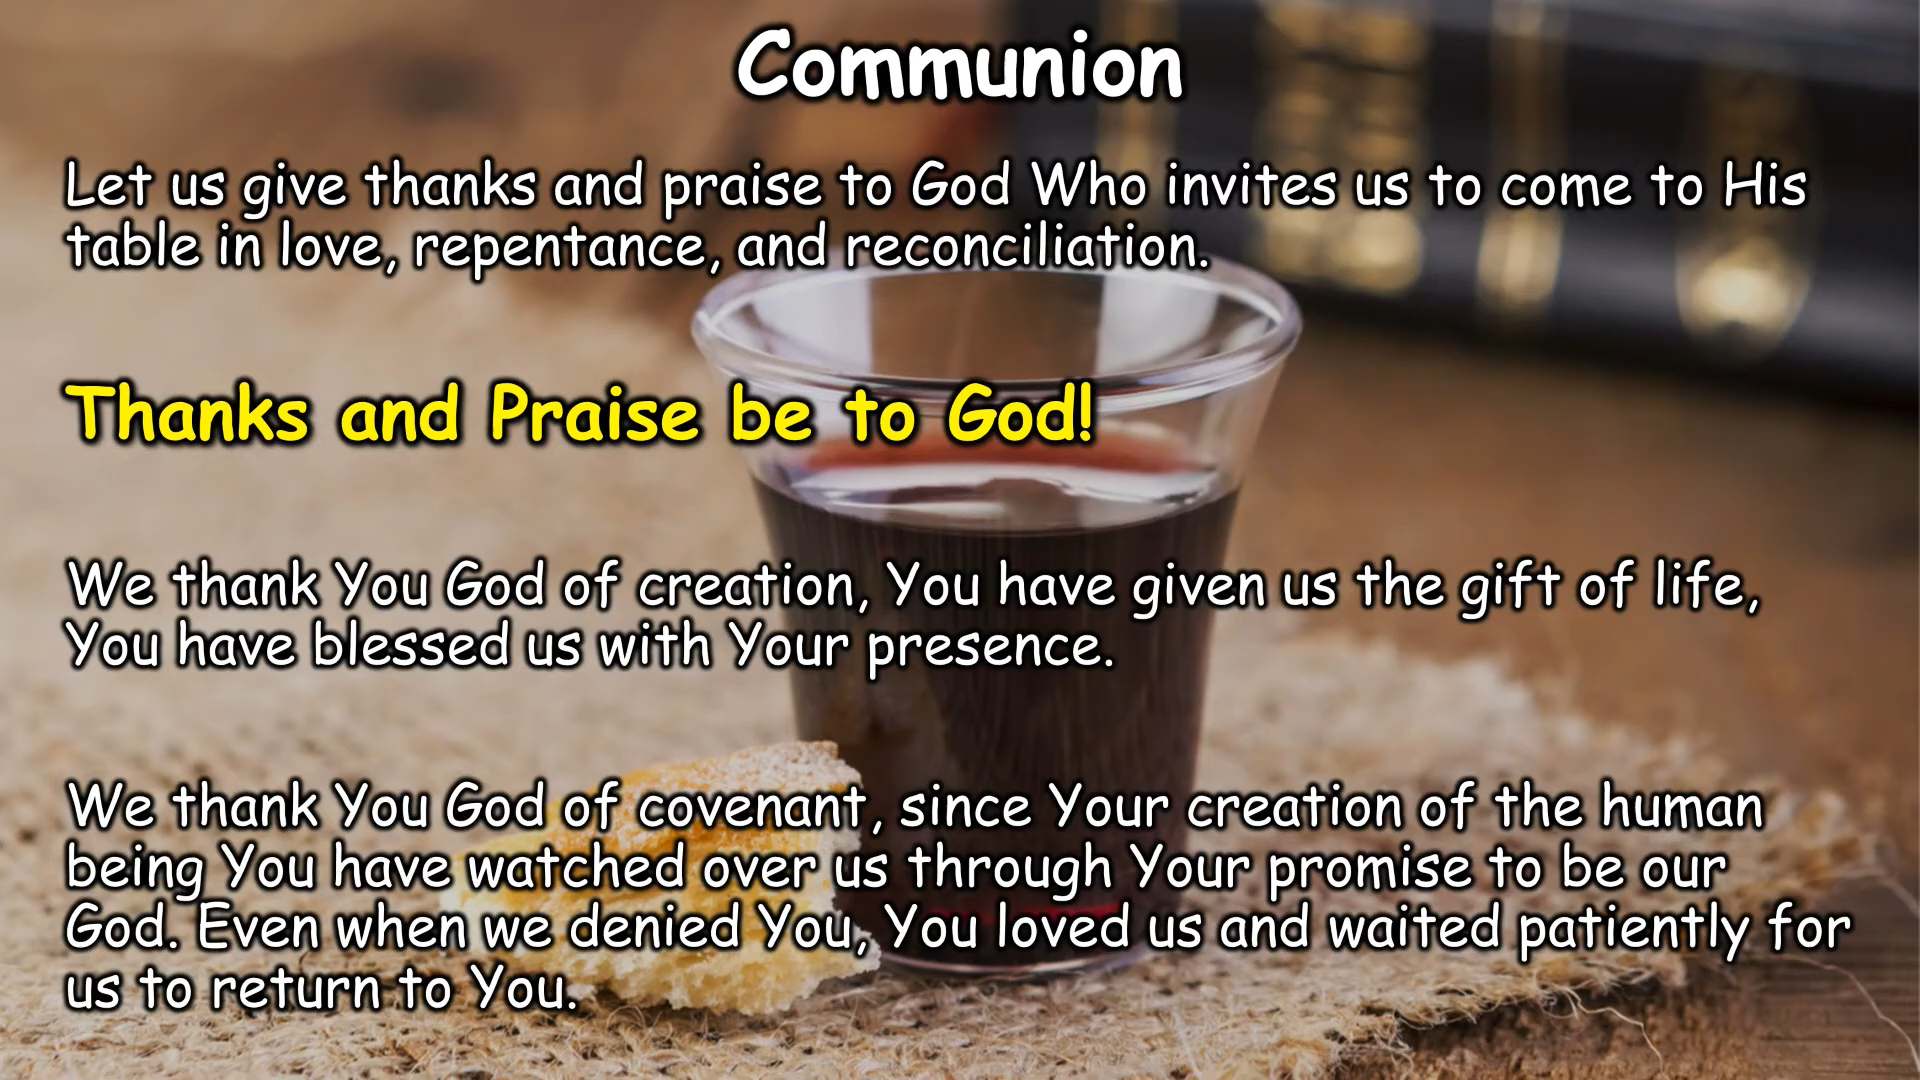 Communion
Let us give thanks and praise to God Who invites us to come to His
table in love, repentance, and reconciliation.
Thanks and Praise be to God!
We thank You God of creation, You have given us the gift of life,
You have blessed us with Your presence.
We thank You God of covenant, since Your creation of the human
being You have watched over us through Your promise to be our
God. Even when we denied You, You loved us and waited patiently for
us to return to You.